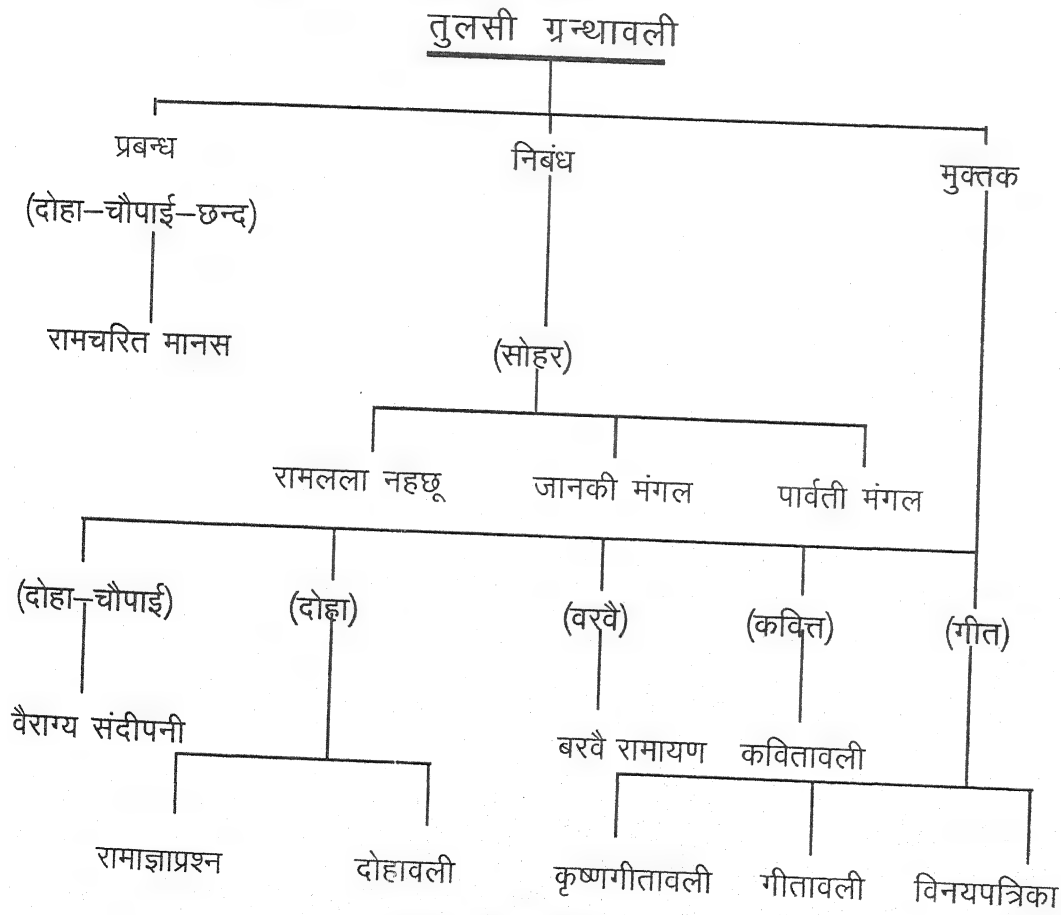 तुलसी ग्रन्थावली
प्रबन्ध
निबंध
मुक्तक
(दोहा-चौपाई-छन्द)
रामचरित मानस
(सोहर)
रामलला नहछू
जानकी मंगल
पार्वती मंगल
(दोहा-चौपाई)
(दोहा)
(वरवै)
(कवित्त)
(गीत)
वैराग्य संदीपनी
बरवै रामायण
कवितावली
रामाज्ञाप्रश्न
दोहावली
कृष्णगीतावली
गीतावली
विनयपत्रिका